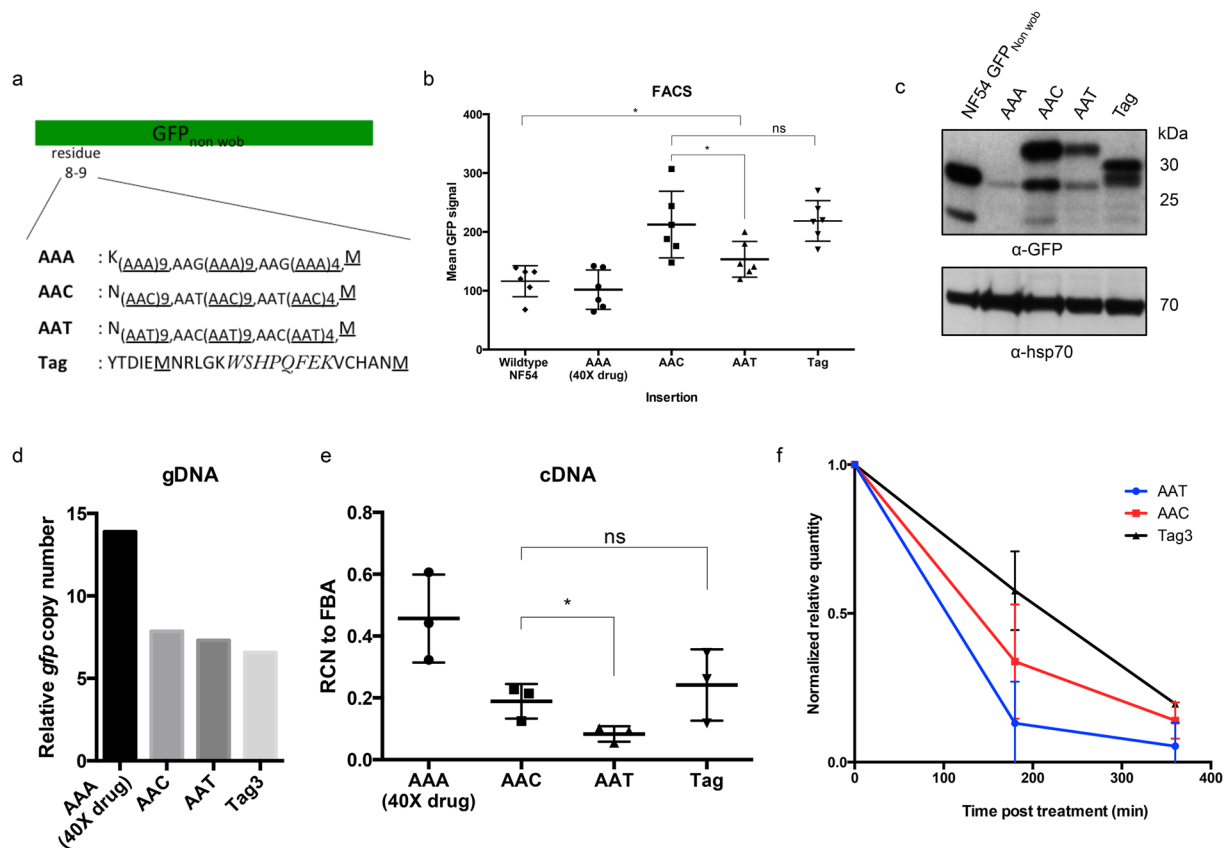 a
GFP non wob
residue
8-9
AAA : K(AAA)9,AAG(AAA)9,AAG(AAA)4,M
AAC : N(AAC)9,AAT(AAC)9,AAT(AAC)4,M
AAT : N(AAT)9,AAC(AAT)9,AAC(AAT)4,M
Tag : YTDIEMNRLGKWSHPQFEKVCHANM
b
FACS
Mean GFP signal
400
300
200
100
0
*
ns
*
Wildtype
NF54
AAA
(40X drug)
AAC
AAT
Tag
Insertion
c
NF54 GFP Non wob
AAA
AAC
AAT
Tag
kDa
30
25
α-GFP
70
α-hsp70
d
gDNA
Relative gfp copy number
15
10
5
0
AAA
(40X drug)
AAC
AAT
Tag3
e
cDNA
RCN to FBA
0.8
0.6
0.4
0.2
0.0
ns
*
AAA
(40X drug)
AAC
AAT
Tag
f
Normalized relative quantity
1.0
0.5
0.0
AAT
AAC
Tag3
0
100
200
300
400
Time post treatment (min)